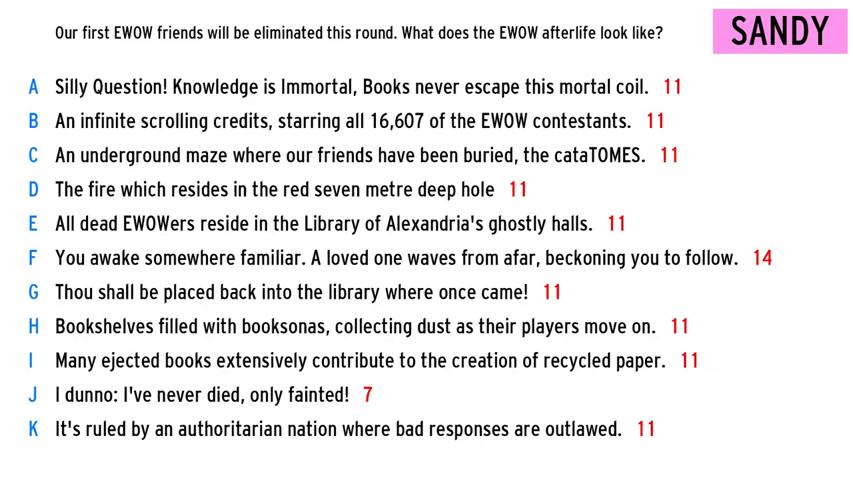 Our first EWOW friends will be eliminated this round. What does the EWOW afterlife look like?
SANDY
A Silly Question! Knowledge is Immortal, Books never escape this mortal coil. 11
B An infinite scrolling credits, starring all 16,607 of the EWOW contestants. 11
C An underground maze where our friends have been buried, the cataTOMES. 11
D The fire which resides in the red seven metre deep hole 11
E All dead EWOWers reside in the Library of Alexandria's ghostly halls. 11
F You awake somewhere familiar. A loved one waves from afar, beckoning you to follow. 14
G Thou shall be placed back into the library where once came! 11
H Bookshelves filled with booksonas, collecting dust as their players move on. 11
I Many ejected books extensively contribute to the creation of recycled paper. 11
J I dunno: I've never died, only fainted! 7
K It's ruled by an authoritarian nation where bad responses are outlawed. 11